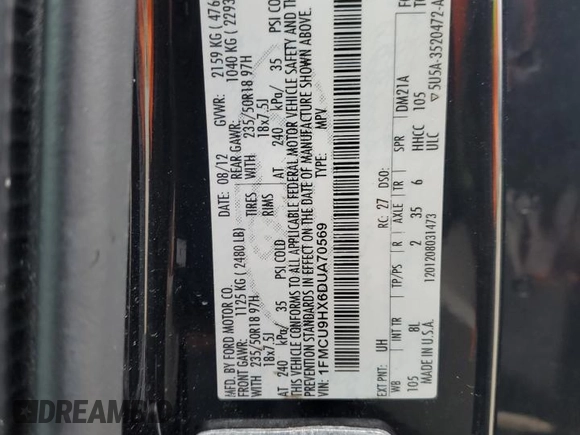 MFD. BY FORD MOTOR CO.
DATE: 08/12 GVWR: 2159 KG ( 476
FRONT GAWR: 1125 KG ( 2480 LB) REAR GAWR: 1040 KG ( 2293
WITH 235/50R18 97H TIRES WITH 235/50R18 97H
18x7.5J RIMS 18x7.5J
AT 240 kPa/ 35 PSI COLD AT 240 kPa/ 35 PSI COLD
THIS VEHICLE CONFORMS TO ALL APPLICABLE FEDERAL MOTOR VEHICLE SAFETY AND
PREVENTION STANDARDS IN EFFECT ON THE DATE OF MANUFACTURE SHOWN ABOVE.
VIN: 1FMCU9HX6DUA70569 TYPE: MPV
EXT PNT: UH RC: 27 DSO:
WB INT TR TP/PS R AXLE TR SPR DM21A
105 8L 2 35 6 HHCC 105
ULC
MADE IN U.S.A. 1201208031473 ▽5U5A-3520472-A
DREAMB